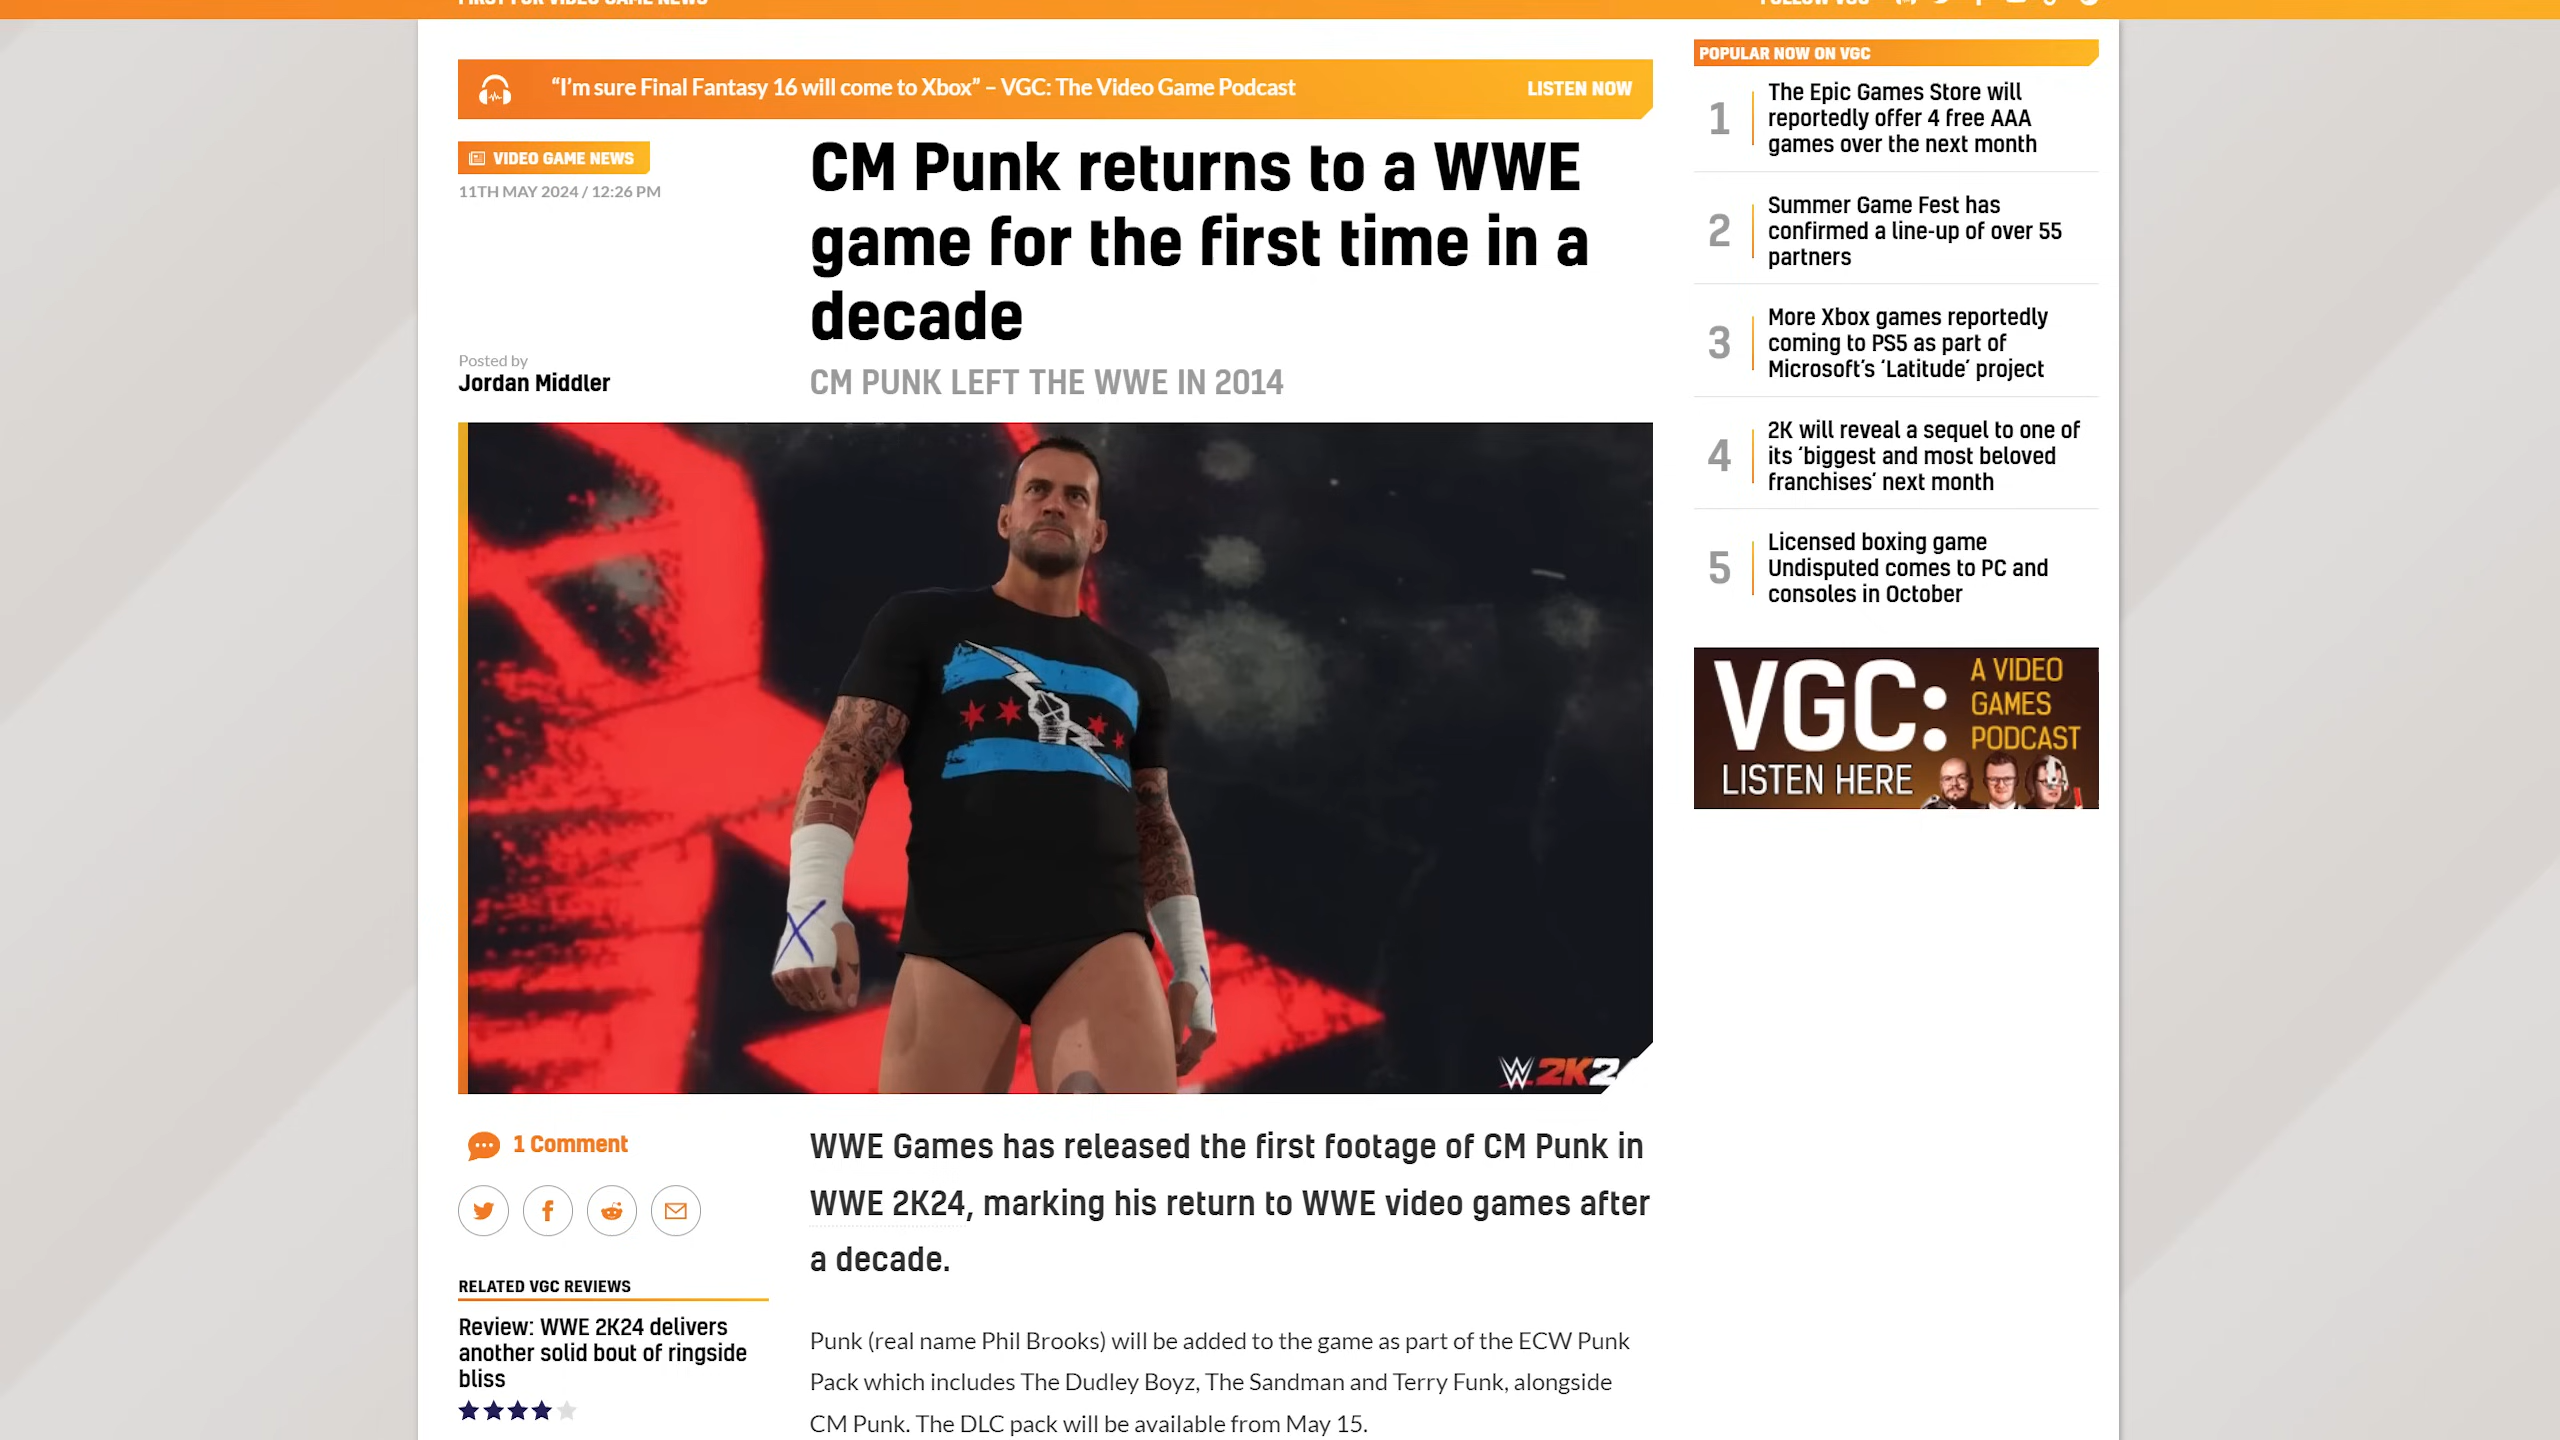 “I’m sure Final Fantasy 16 will come to Xbox” – VGC: The Video Game Podcast
LISTEN NOW
VIDEO GAME NEWS
11TH MAY 2024 / 12:26 PM
CM Punk returns to a WWE
game for the first time in a
decade
Posted by
Jordan Middler
CM PUNK LEFT THE WWE IN 2014
X
W 2K24
1 Comment
RELATED VGC REVIEWS
Review: WWE 2K24 delivers
another solid bout of ringside
bliss
WWE Games has released the first footage of CM Punk in
WWE 2K24, marking his return to WWE video games after
a decade.
Punk (real name Phil Brooks) will be added to the game as part of the ECW Punk
Pack which includes The Dudley Boyz, The Sandman and Terry Funk, alongside
CM Punk. The DLC pack will be available from May 15.
POPULAR NOW ON VGC
1
The Epic Games Store will
reportedly offer 4 free AAA
games over the next month
2
Summer Game Fest has
confirmed a line-up of over 55
partners
3
More Xbox games reportedly
coming to PS5 as part of
Microsoft’s ‘Latitude’ project
4
2K will reveal a sequel to one of
its ‘biggest and most beloved
franchises’ next month
5
Licensed boxing game
Undisputed comes to PC and
consoles in October
VGC:
A VIDEO
GAMES
PODCAST
LISTEN HERE